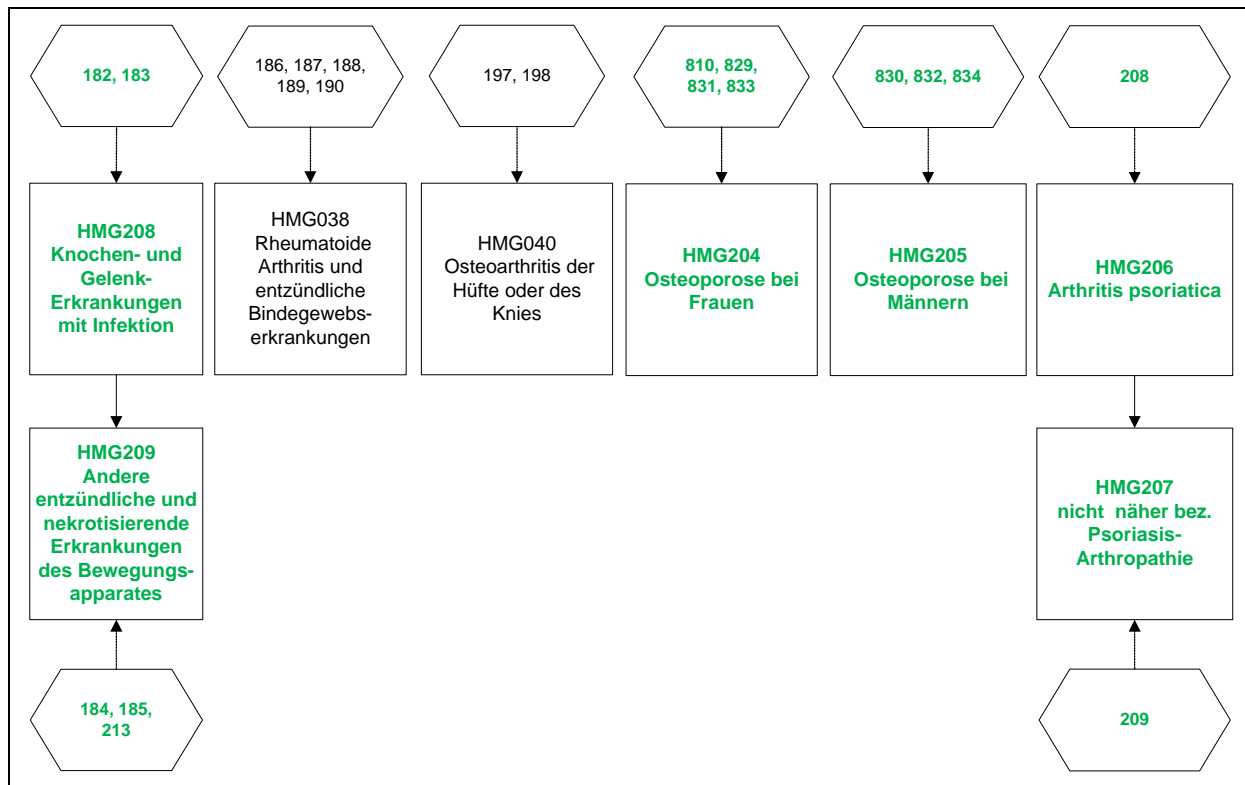 182, 183
186, 187, 188,
189, 190
197, 198
810, 829,
831, 833
830, 832, 834
208
HMG208
Knochen- und
Gelenk-
Erkrankungen
mit Infektion
HMG038
Rheumatoide
Arthritis und
entzündliche
Bindegewebs-
erkrankungen
HMG040
Osteoarthritis der
Hüfte oder des
Knies
HMG204
Osteoporose bei
Frauen
HMG205
Osteoporose bei
Männern
HMG206
Arthritis psoriatica
HMG209
Andere
entzündliche und
nekrotisierende
Erkrankungen
des Bewegungs-
apparates
HMG207
nicht näher bez.
Psoriasis-
Arthropathie
184, 185,
213
209